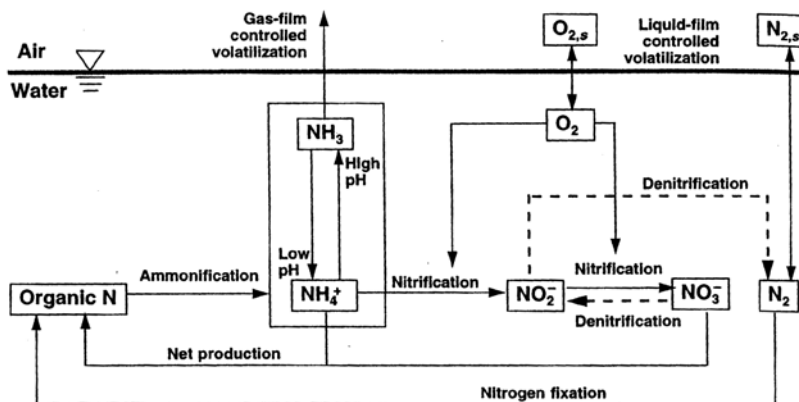 Gas-film
controlled
volatilization
O2,s
Liquid-film
controlled
volatilization
N2,s
Air
Water
NH3
O2
HIgh
pH
Denitrification
Low
pH
Ammonification
Nitrification
Nitrification
Organic N
NH4+
NO2−
NO3−
N2
Denitrification
Net production
Nitrogen fixation